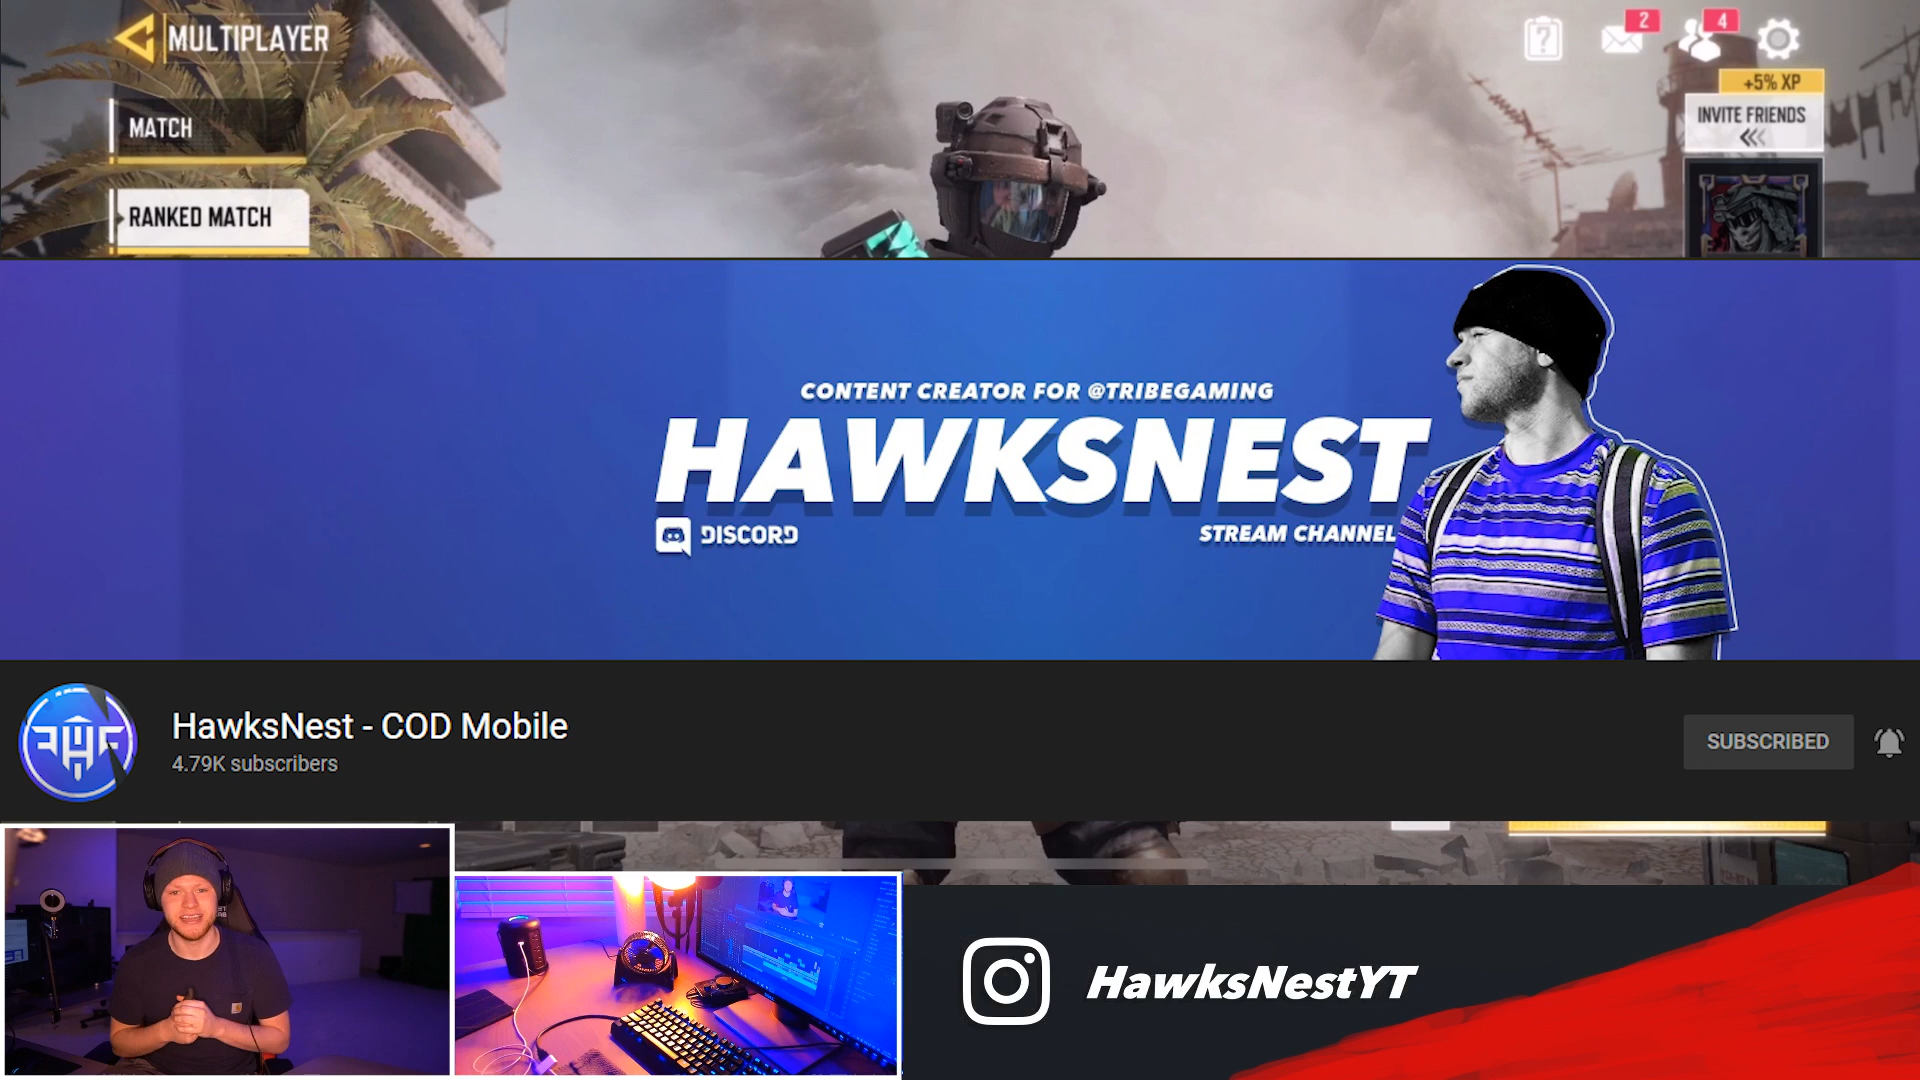 MULTIPLAYER
2
4
+5% XP
INVITE FRIENDS
MATCH
RANKED MATCH
CONTENT CREATOR FOR @TRIBEGAMING
HAWKSNEST
DISCORD
STREAM CHANNEL
HawksNest - COD Mobile
4.79K subscribers
SUBSCRIBED
HawksNestYT